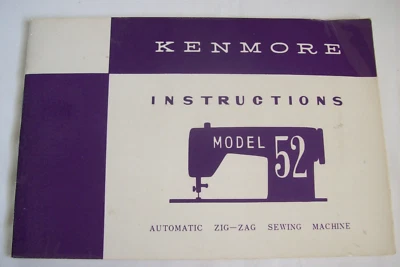 KENMORE
INSTRUCTIONS
MODEL 52
AUTOMATIC ZIG-ZAG SEWING MACHINE